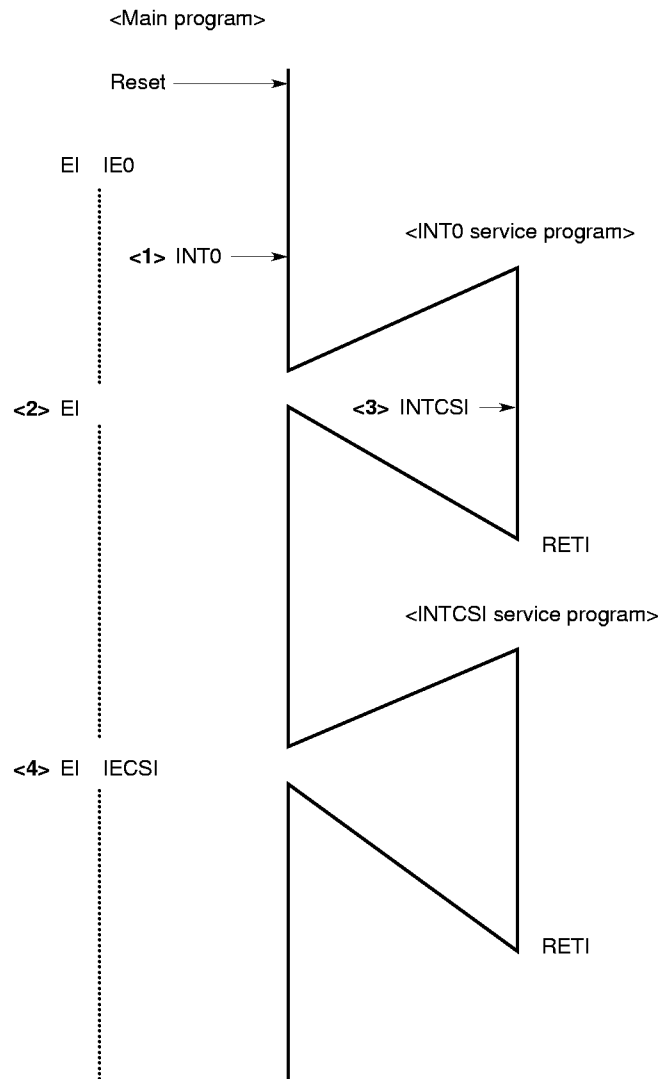 <Main program>
Reset
EI IE0
<INT0 service program>
<1> INT0
<2> EI
<3> INTCSI
RETI
<INTCSI service program>
<4> EI IECSI
RETI